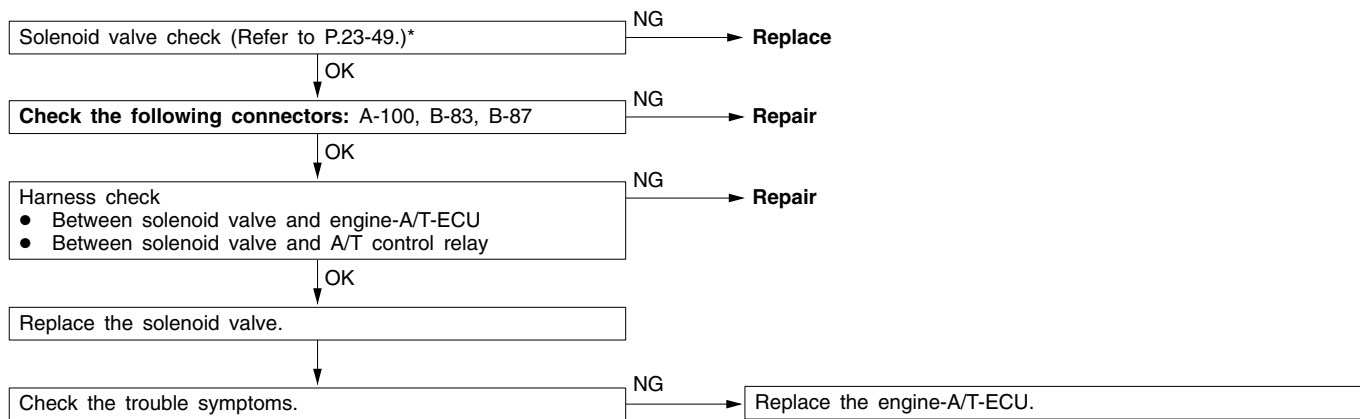 Solenoid valve check (Refer to P.23-49.)*
NG
Replace
OK
Check the following connectors: A-100, B-83, B-87
NG
Repair
OK
Harness check
● Between solenoid valve and engine-A/T-ECU
● Between solenoid valve and A/T control relay
NG
Repair
OK
Replace the solenoid valve.
Check the trouble symptoms.
NG
Replace the engine-A/T-ECU.